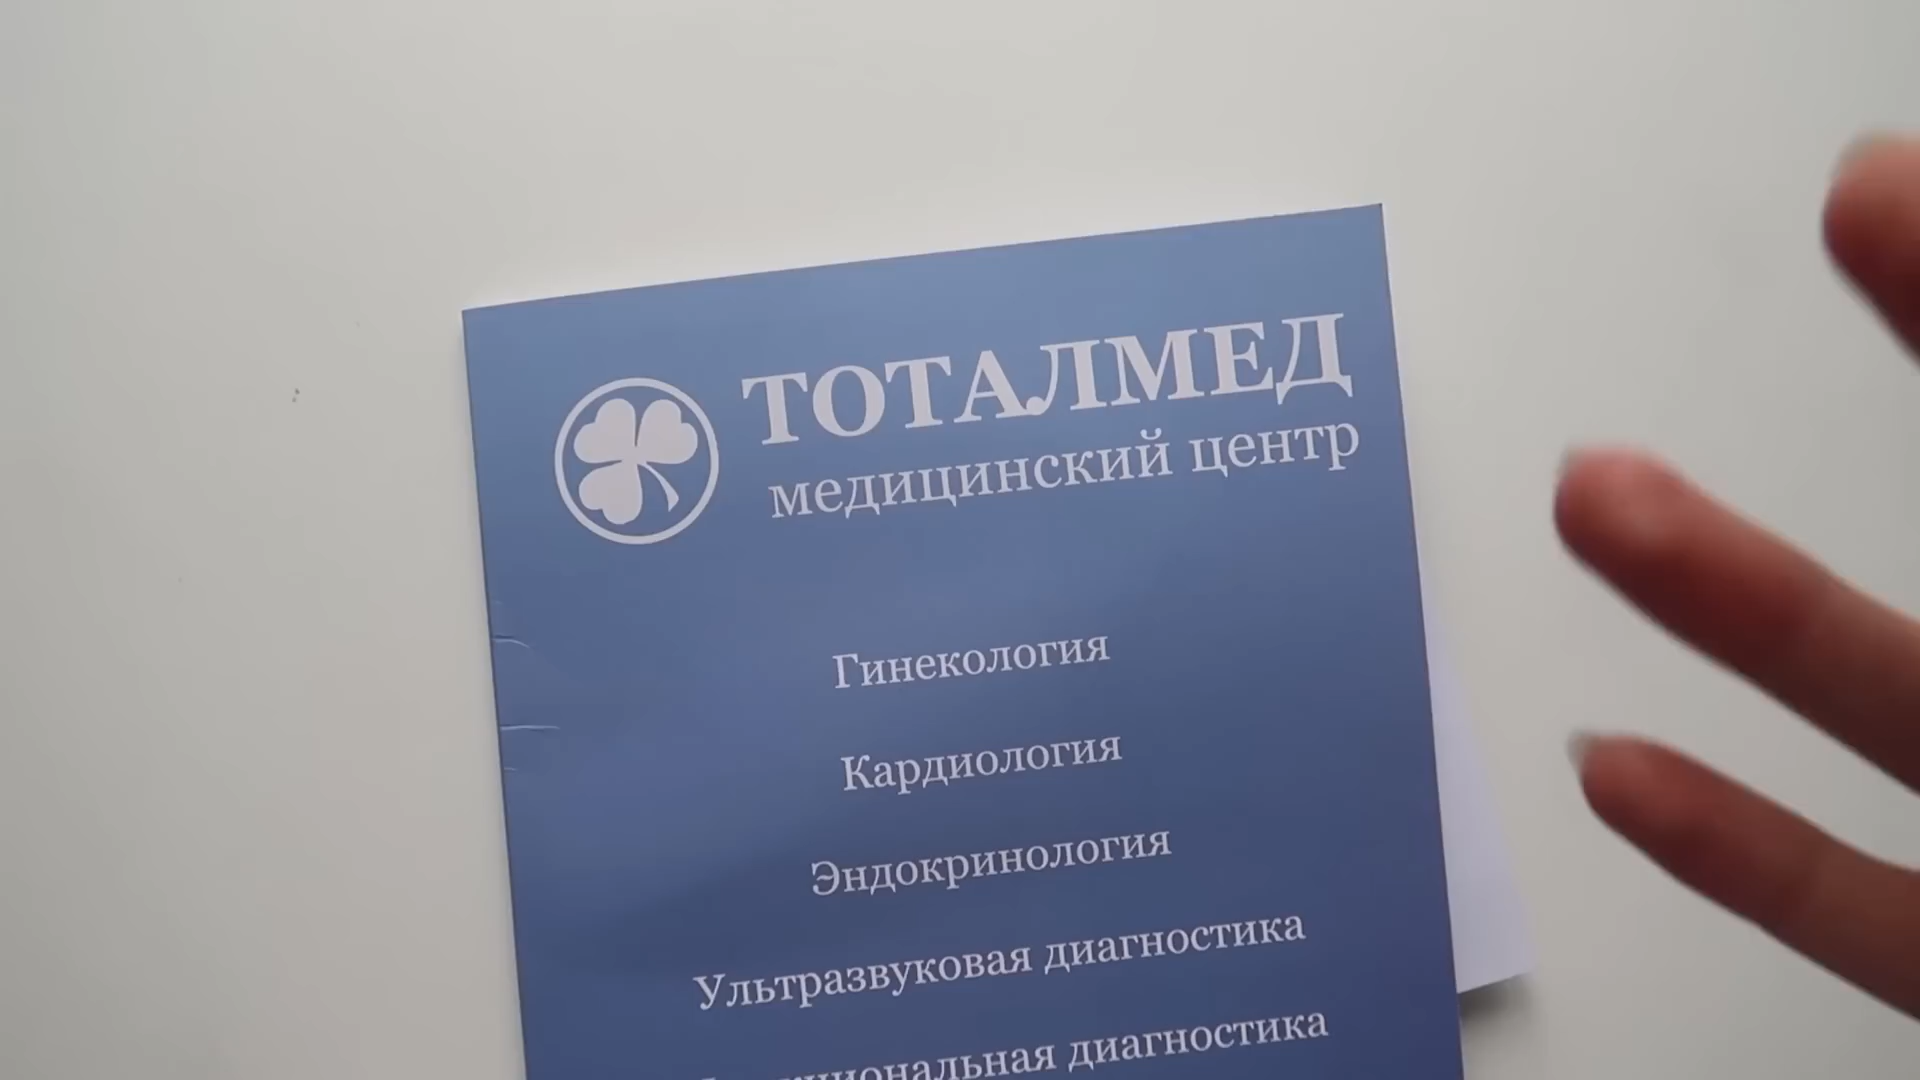 ТОТАЛМЕД
медицинский центр
Гинекология
Кардиология
Эндокринология
Ультразвуковая диагностика
диагностика